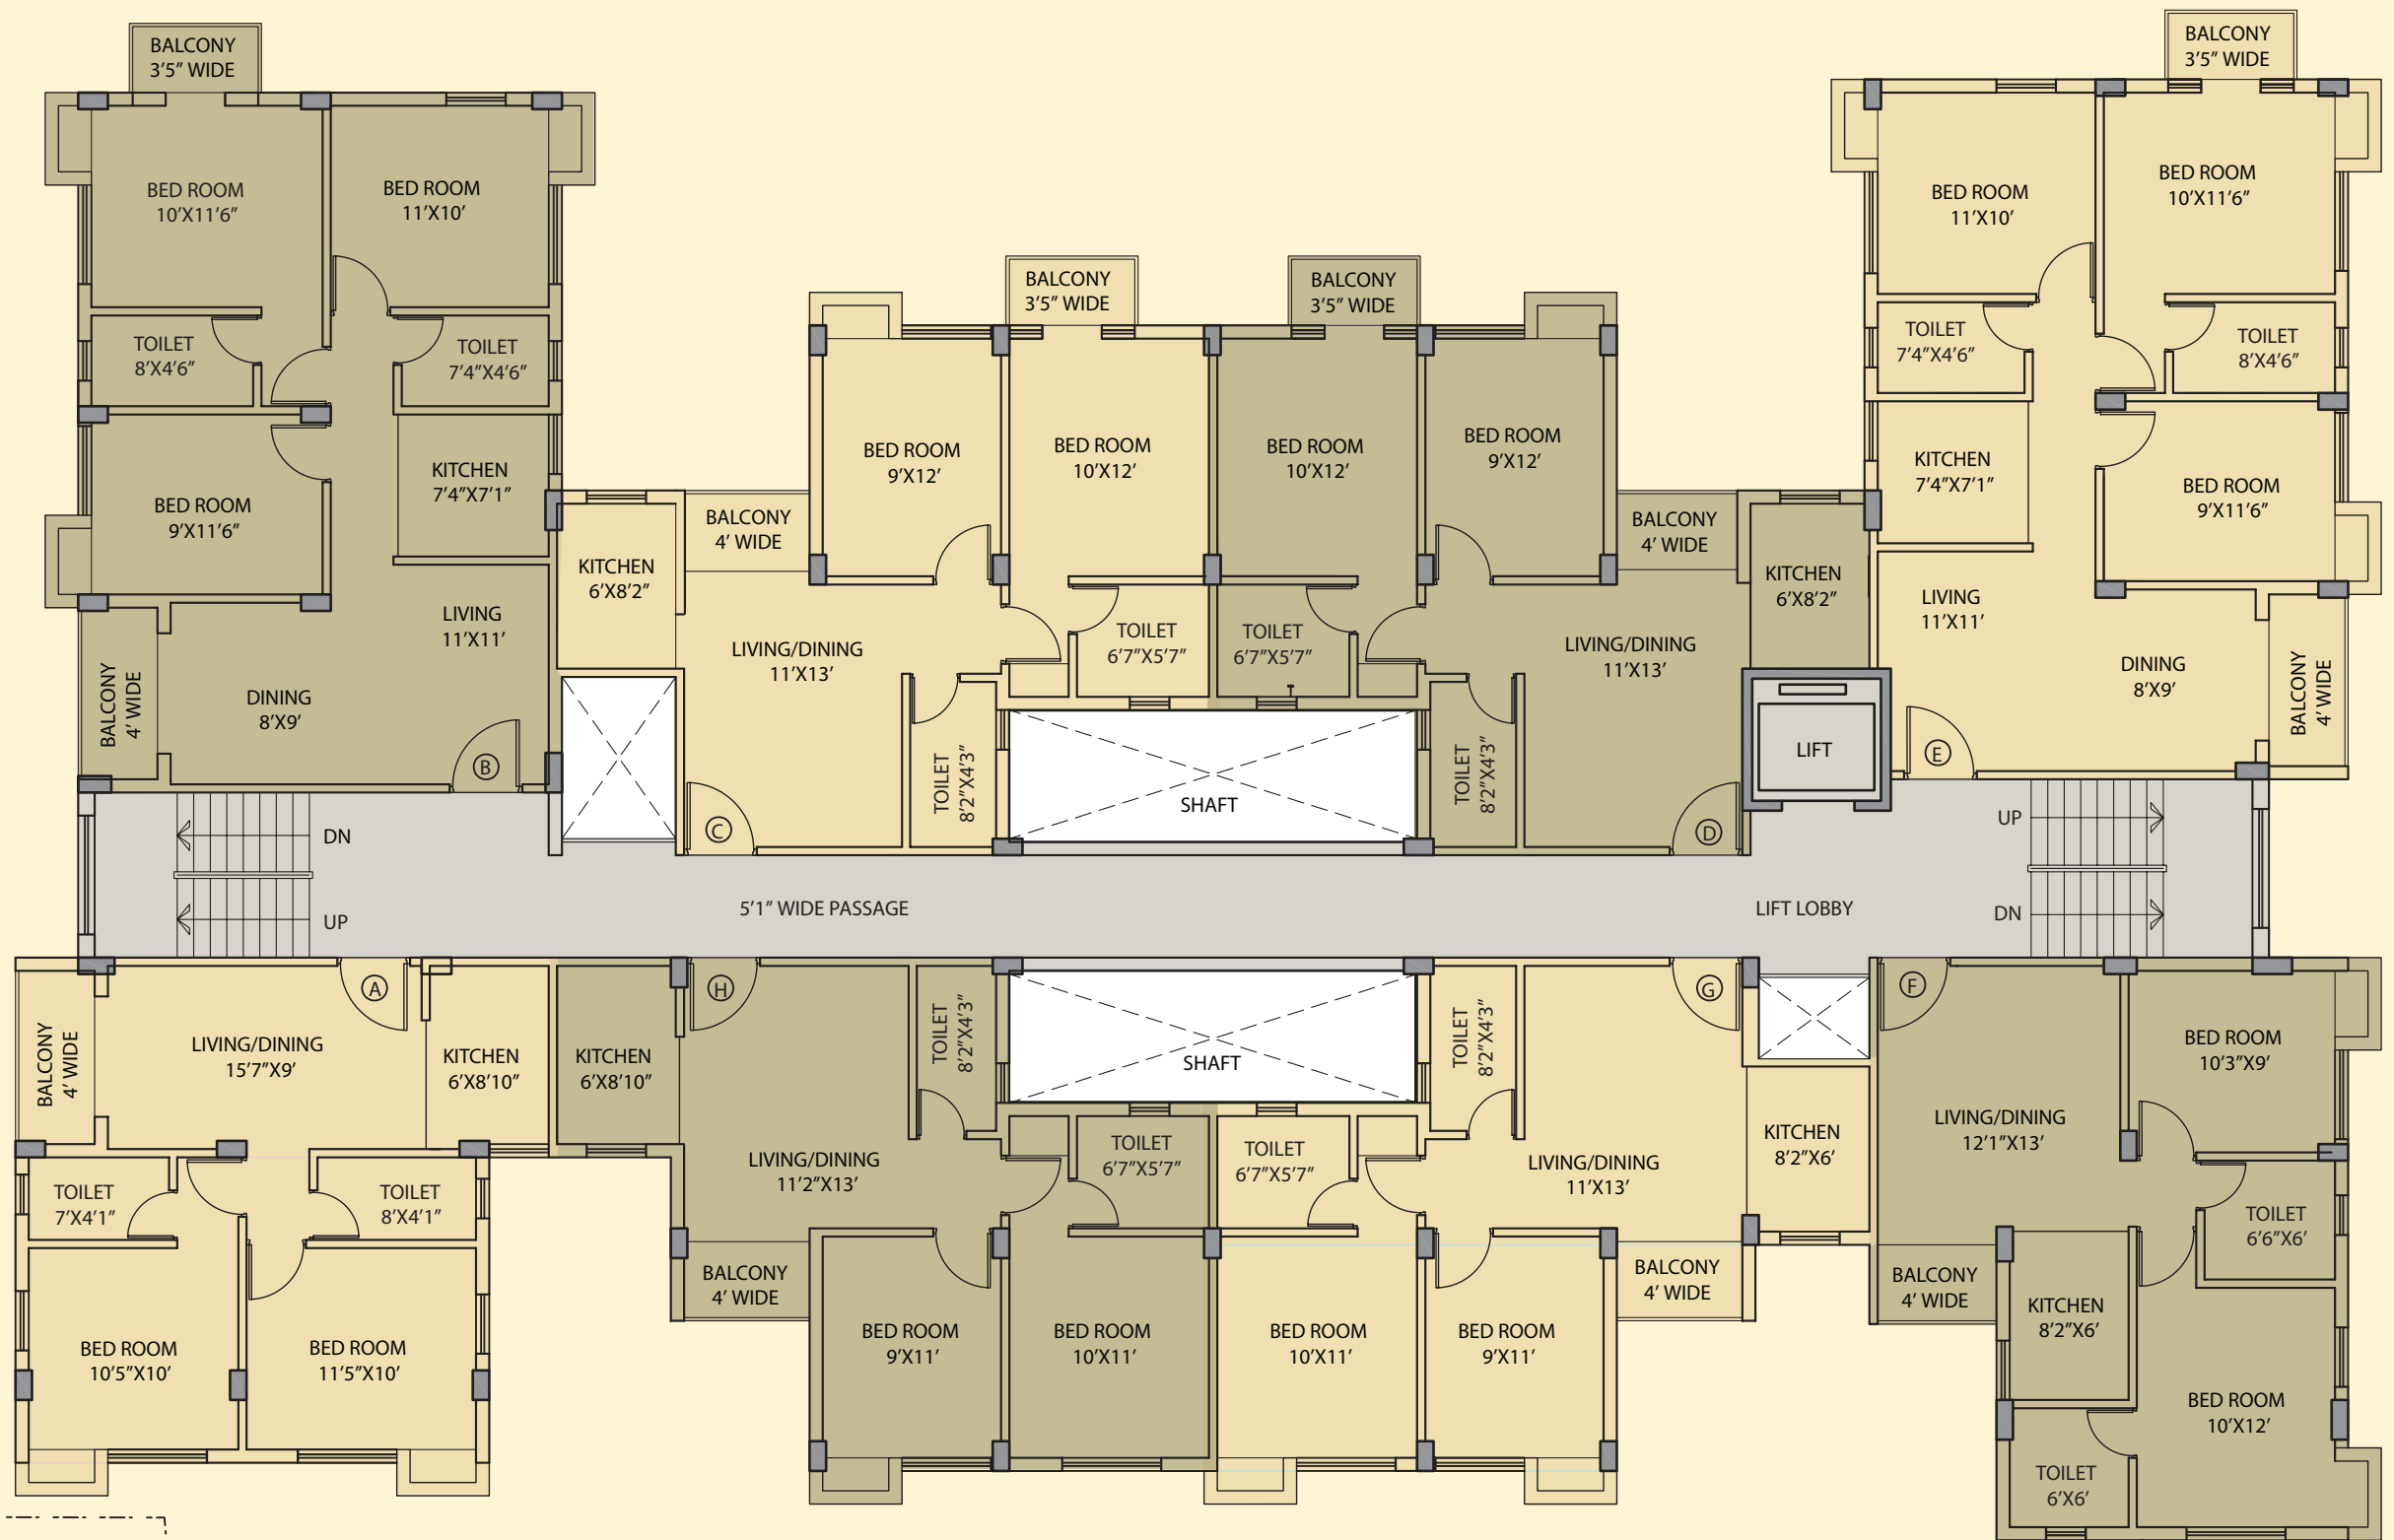 BALCONY
3'5" WIDE
BED ROOM
10'X11'6"
BED ROOM
11'X10'
TOILET
8'X4'6"
TOILET
7'4"X4'6"
BED ROOM
9'X11'6"
KITCHEN
7'4"X7'1"
LIVING
11'X11'
DINING
8'X9'
BALCONY
4' WIDE
B
KITCHEN
6'X8'2"
BALCONY
4' WIDE
BED ROOM
9'X12'
BALCONY
3'5" WIDE
BED ROOM
10'X12'
LIVING/DINING
11'X13'
TOILET
6'7"X5'7"
TOILET
8'2"X4'3"
C
BALCONY
3'5" WIDE
BED ROOM
10'X12'
BED ROOM
9'X12'
BALCONY
4' WIDE
KITCHEN
6'X8'2"
TOILET
6'7"X5'7"
LIVING/DINING
11'X13'
TOILET
8'2"X4'3"
D
SHAFT
LIFT
BALCONY
3'5" WIDE
BED ROOM
11'X10'
BED ROOM
10'X11'6"
TOILET
7'4"X4'6"
TOILET
8'X4'6"
KITCHEN
7'4"X7'1"
BED ROOM
9'X11'6"
LIVING
11'X11'
DINING
8'X9'
BALCONY
4' WIDE
E
DN
UP
5'1" WIDE PASSAGE
LIFT LOBBY
UP
DN
A
BALCONY
4' WIDE
LIVING/DINING
15'7"X9'
KITCHEN
6'X8'10"
TOILET
7'X4'1"
TOILET
8'X4'1"
BED ROOM
10'5"X10'
BED ROOM
11'5"X10'
H
KITCHEN
6'X8'10"
TOILET
8'2"X4'3"
LIVING/DINING
11'2"X13'
TOILET
6'7"X5'7"
BALCONY
4' WIDE
BED ROOM
9'X11'
BED ROOM
10'X11'
SHAFT
G
TOILET
8'2"X4'3"
TOILET
6'7"X5'7"
LIVING/DINING
11'X13'
KITCHEN
8'2"X6'
BALCONY
4' WIDE
BED ROOM
10'X11'
BED ROOM
9'X11'
F
BED ROOM
10'3"X9'
LIVING/DINING
12'1"X13'
TOILET
6'6"X6'
BALCONY
4' WIDE
KITCHEN
8'2"X6'
BED ROOM
10'X12'
TOILET
6'X6'